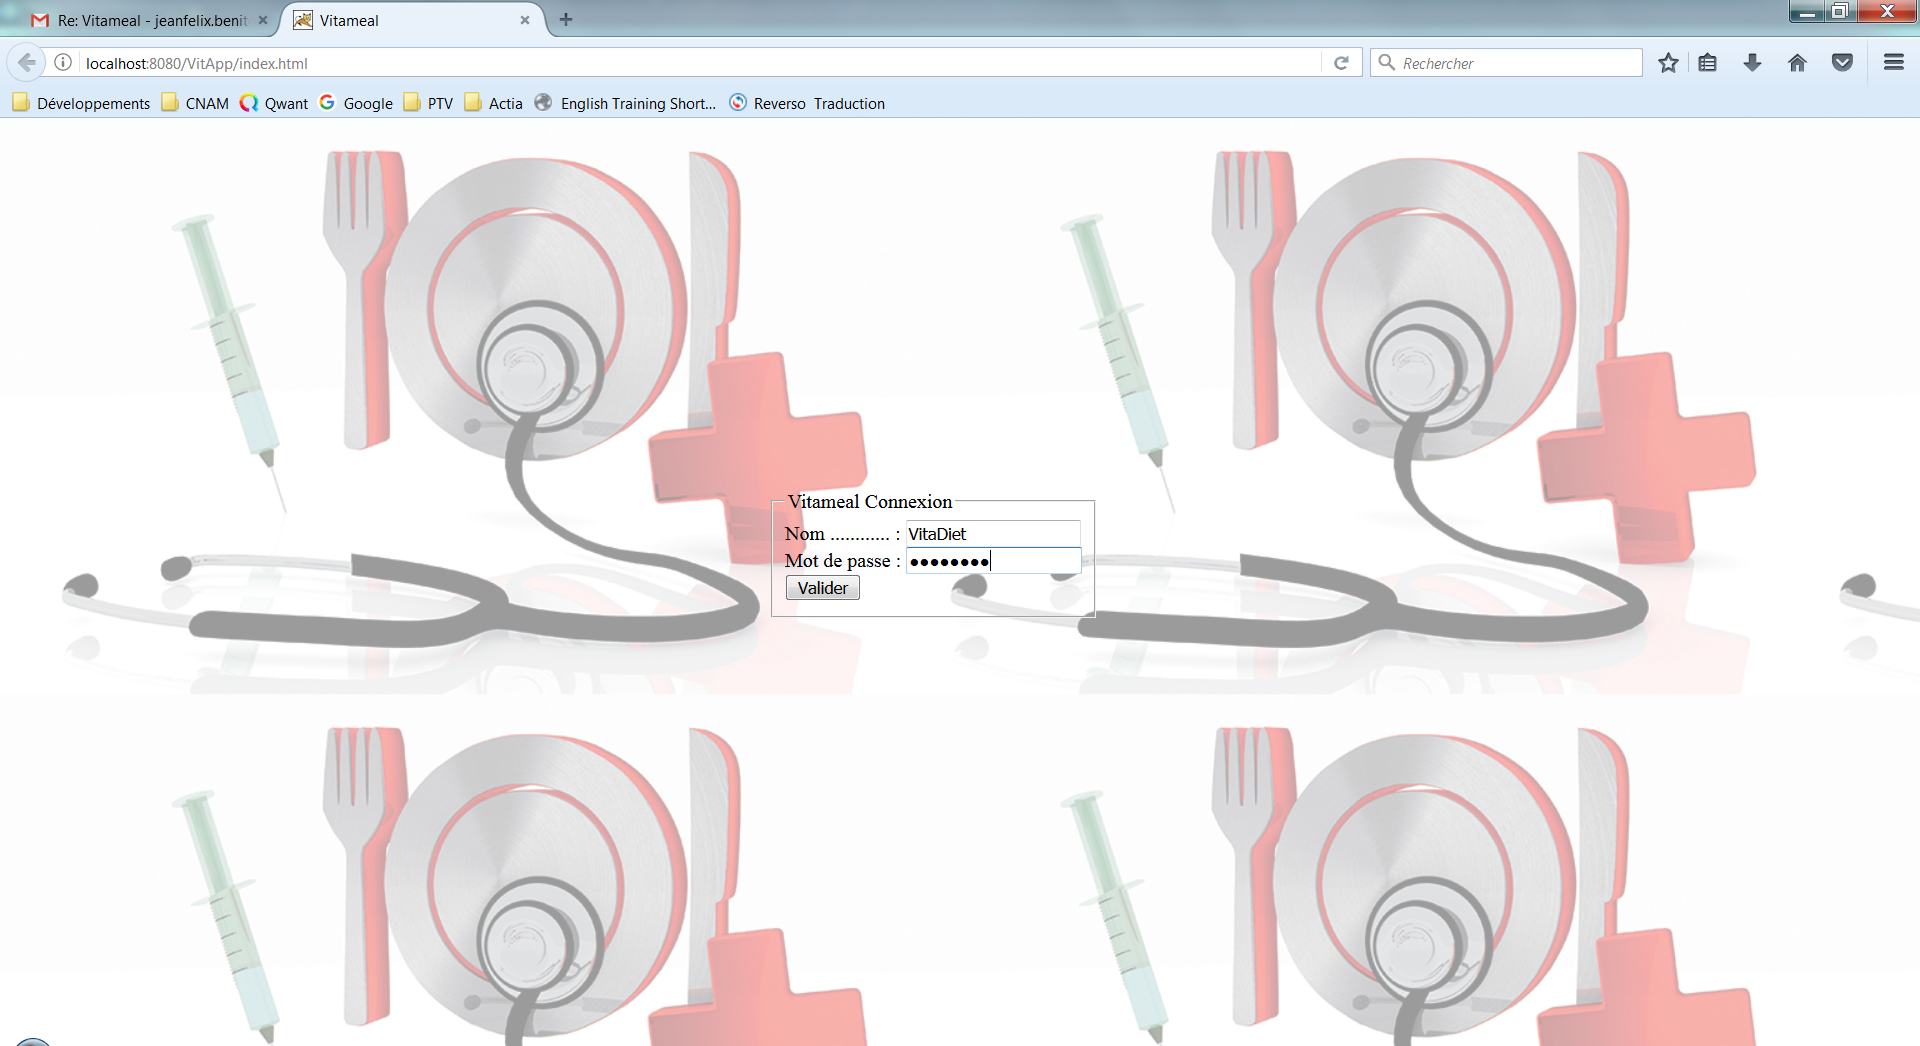 Re: Vitameal - jeanfelix.benit
Vitameal
localhost:8080/VitApp/index.html
Rechercher
Développements CNAM Qwant Google PTV Actia English Training Short... Reverso Traduction
Vitameal Connexion
Nom ............ : VitaDiet
Mot de passe : ●●●●●●●●
Valider